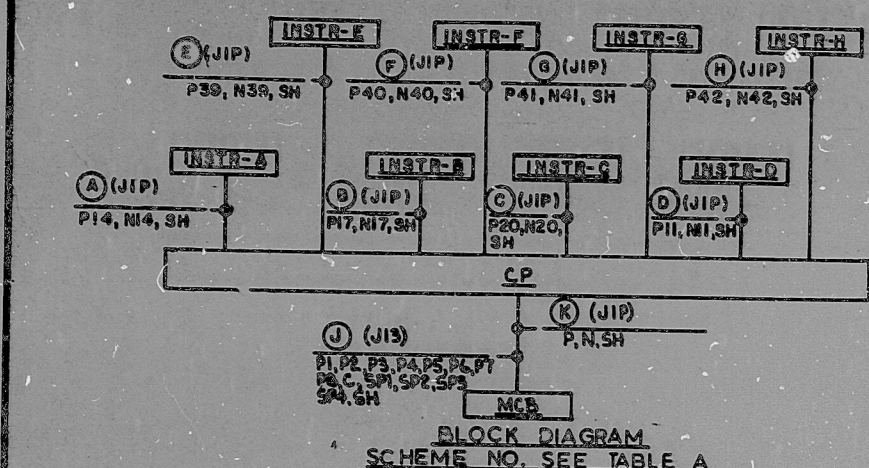 INSTR-E
INSTR-F
INSTR-G
INSTR-H
E (JIP)
F (JIP)
G (JIP)
H (JIP)
P39, N39, SH
P40, N40, SH
P41, N41, SH
P42, N42, SH
INSTR-A
INSTR-B
INSTR-C
INSTR-D
A (JIP)
B (JIP)
C (JIP)
D (JIP)
P14, N14, SH
P17, N17, SH
P20, N20,
SH
P11, N11, SH
CP
K (JIP)
P, N, SH
J (J13)
P1, P2, P3, P4, P5, P6, P7
P8, C, SP1, SP2, SP3
SP4, SH
MCB
BLOCK DIAGRAM
SCHEME NO. SEE TABLE A